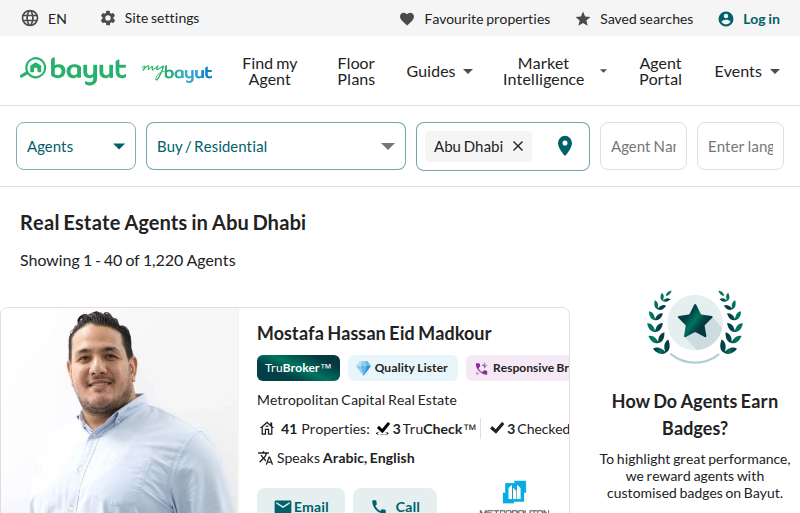 EN
Site settings
Favourite properties
Saved searches
Log in
bayut
my bayut
Find my Agent
Floor Plans
Guides
Market Intelligence
Agent Portal
Events
Agents
Buy / Residential
Abu Dhabi
Agent Nar
Enter lang
Real Estate Agents in Abu Dhabi
Showing 1 - 40 of 1,220 Agents
Mostafa Hassan Eid Madkour
TruBroker™
Quality Lister
Responsive Br
Metropolitan Capital Real Estate
41 Properties: 3 TruCheck™ 3 Checked
Speaks Arabic, English
Email
Call
METROPOLITAN
How Do Agents Earn
Badges?
To highlight great performance,
we reward agents with
customised badges on Bayut.